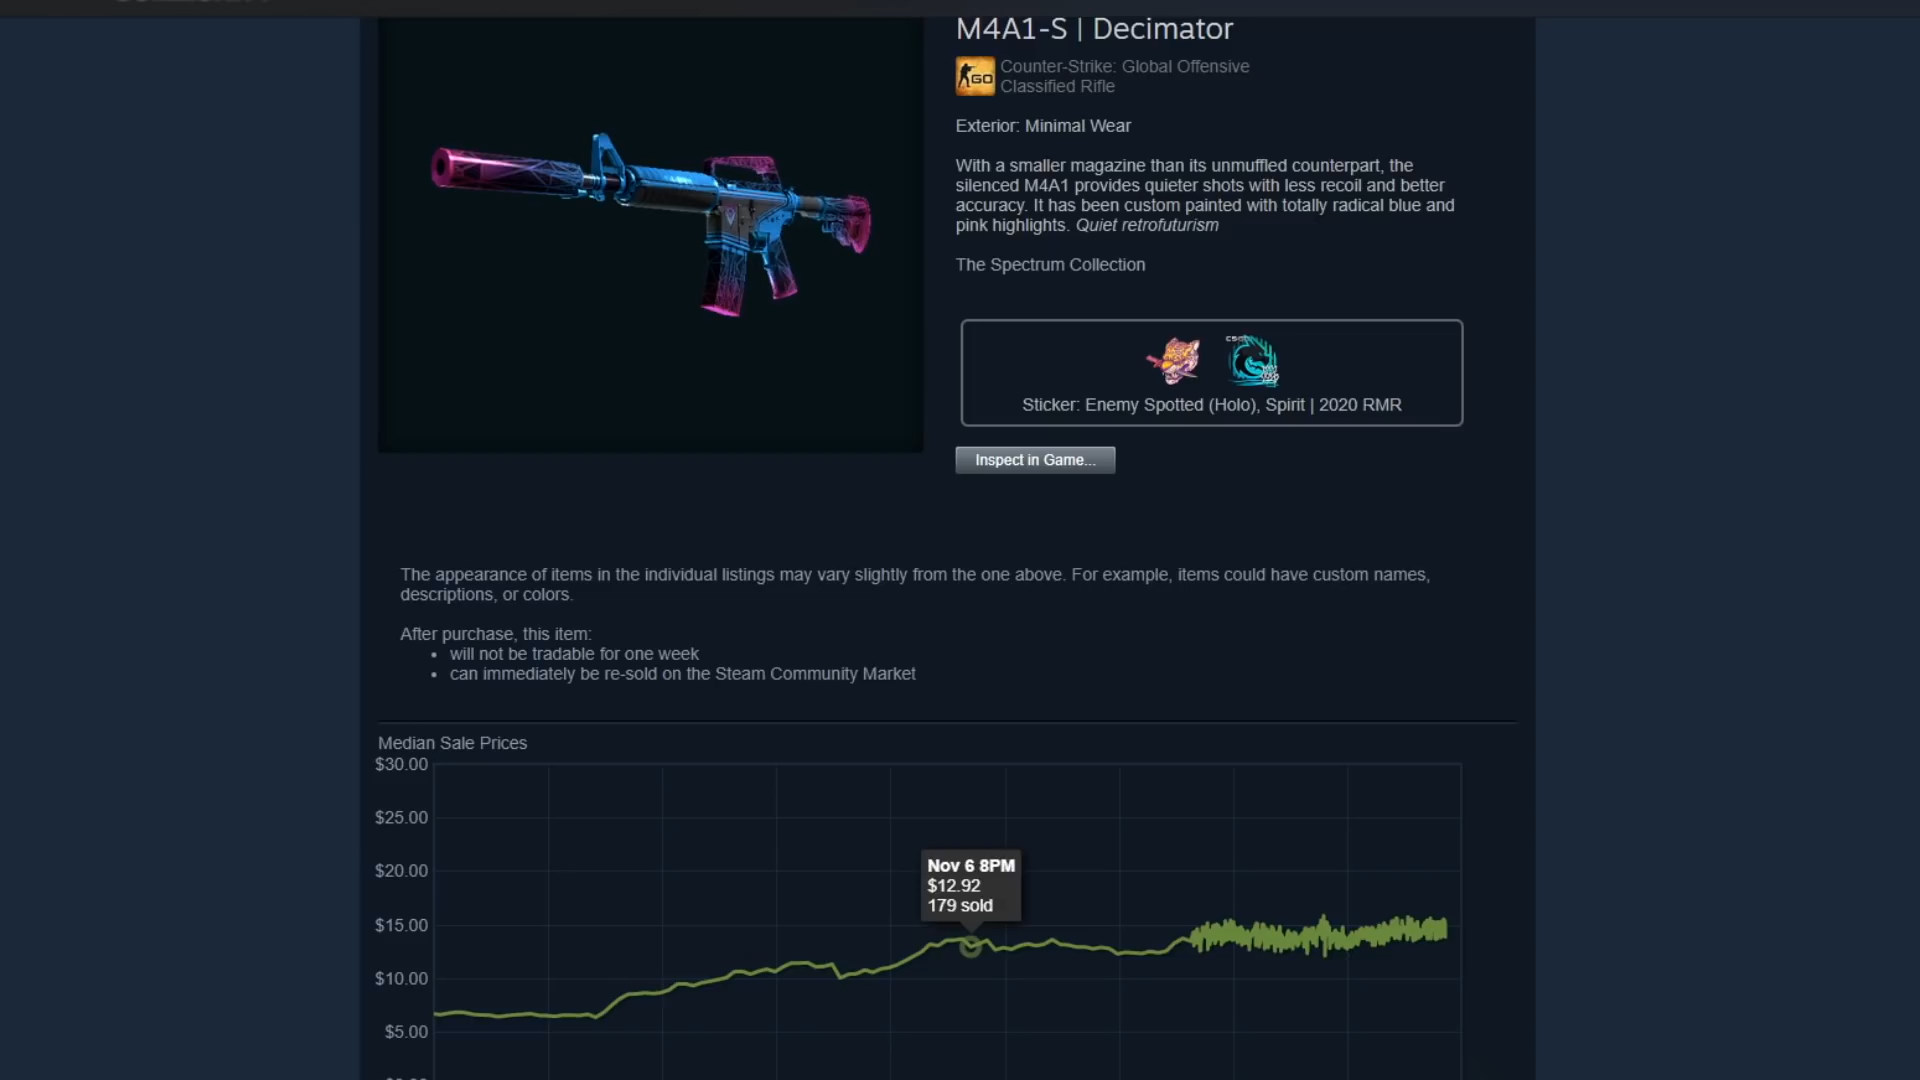 M4A1-S | Decimator
GO
Counter-Strike: Global Offensive
Classified Rifle
Exterior: Minimal Wear
With a smaller magazine than its unmuffled counterpart, the
silenced M4A1 provides quieter shots with less recoil and better
accuracy. It has been custom painted with totally radical blue and
pink highlights. Quiet retrofuturism
The Spectrum Collection
Sticker: Enemy Spotted (Holo), Spirit | 2020 RMR
Inspect in Game...
The appearance of items in the individual listings may vary slightly from the one above. For example, items could have custom names,
descriptions, or colors.
After purchase, this item:
• will not be tradable for one week
• can immediately be re-sold on the Steam Community Market
Median Sale Prices
$30.00
$25.00
$20.00
Nov 6 8PM
$12.92
179 sold
$15.00
$10.00
$5.00